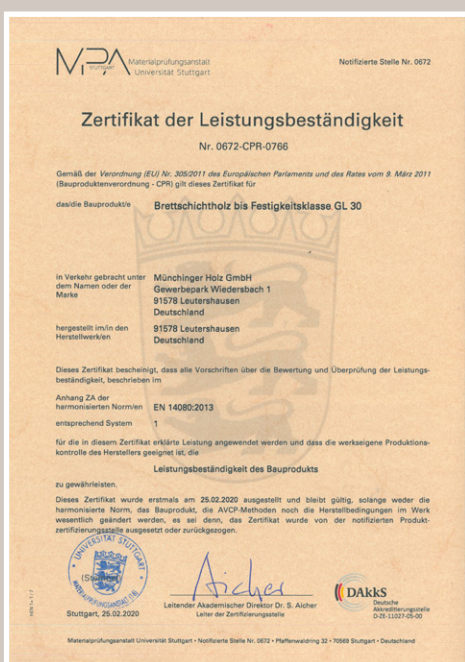 MPA
STUTTGART
Materialprüfungsanstalt
Universität Stuttgart
Notifizierte Stelle Nr. 0672
Zertifikat der Leistungsbeständigkeit
Nr. 0672-CPR-0766
Gemäß der Verordnung (EU) Nr. 305/2011 des Europäischen Parlaments und des Rates vom 9. März 2011
(Bauproduktenverordnung - CPR) gilt dieses Zertifikat für
das/die Bauprodukt/e Brettschichtholz bis Festigkeitsklasse GL 30
in Verkehr gebracht unter Münchinger Holz GmbH
dem Namen oder der Gewerbepark Wiedersbach 1
Marke 91578 Leutershausen
Deutschland
hergestellt im/in den 91578 Leutershausen
Herstellwerk/en Deutschland
Dieses Zertifikat bescheinigt, dass alle Vorschriften über die Bewertung und Überprüfung der Leistungs-
beständigkeit, beschrieben im
Anhang ZA der
harmonisierten Norm/en EN 14080:2013
entsprechend System 1
für die in diesem Zertifikat erklärte Leistung angewendet werden und dass die werkseigene Produktions-
kontrolle des Herstellers geeignet ist, die
Leistungsbeständigkeit des Bauprodukts
zu gewährleisten.
Dieses Zertifikat wurde erstmals am 25.02.2020 ausgestellt und bleibt gültig, solange weder die
harmonisierte Norm, das Bauprodukt, die AVCP-Methoden noch die Herstellbedingungen im Werk
wesentlich geändert werden, es sei denn, das Zertifikat wurde von der notifizierten Produkt-
zertifizierungsstelle ausgesetzt oder zurückgezogen.
UNIVERSITÄT STUTTGART
MATERIALPRÜFUNGSANSTALT
(Stempel)
Aicher
Stuttgart, 25.02.2020
Leitender Akademischer Direktor Dr. S. Aicher
Leiter der Zertifizierungsstelle
DAkkS
Deutsche
Akkreditierungsstelle
D-ZE-11027-05-00
Materialprüfungsanstalt Universität Stuttgart • Notifizierte Stelle Nr. 0672 • Pfaffenwaldring 32 • 70569 Stuttgart - Deutschland